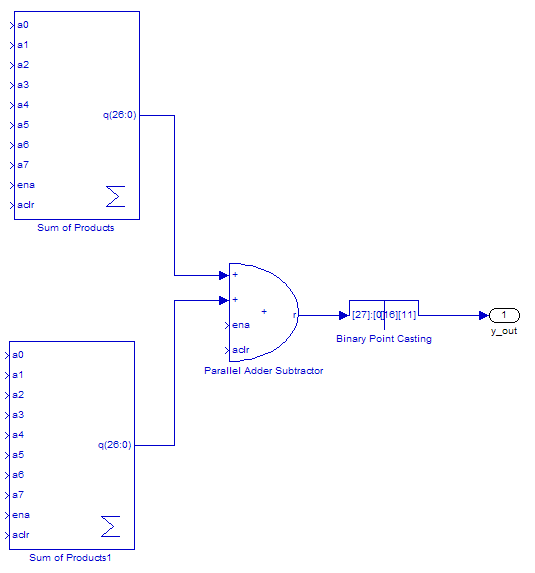 a0
a1
a2
a3
a4
q(26:0)
a5
a6
a7
ena
aclr
Sum of Products
+
+
+
r
ena
aclr
Parallel Adder Subtractor
[27]:[0][16][11]
Binary Point Casting
1
y_out
a0
a1
a2
a3
a4
q(26:0)
a5
a6
a7
ena
aclr
Sum of Products1